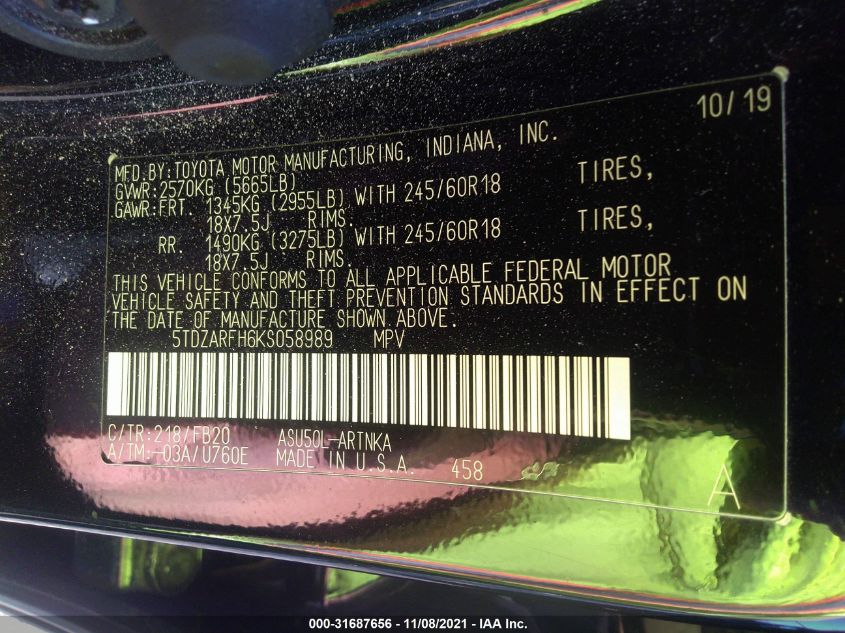 10/19
MFD.BY:TOYOTA MOTOR MANUFACTURING, INDIANA, INC.
GVWR:2570KG (5665LB)
GAWR:FRT. 1345KG (2955LB) WITH 245/60R18 TIRES,
18X7.5J RIMS.
RR. 1490KG (3275LB) WITH 245/60R18 TIRES,
18X7.5J RIMS.
THIS VEHICLE CONFORMS TO ALL APPLICABLE FEDERAL MOTOR
VEHICLE SAFETY AND THEFT PREVENTION STANDARDS IN EFFECT ON
THE DATE OF MANUFACTURE SHOWN ABOVE.
5TDZARFH6KS058989 MPV
C/TR:218/FB20 ASU50L-ARTNKA
A/TM:-03A/U760E MADE IN U.S.A. 458
A
000-31687656 - 11/08/2021 - IAA Inc.